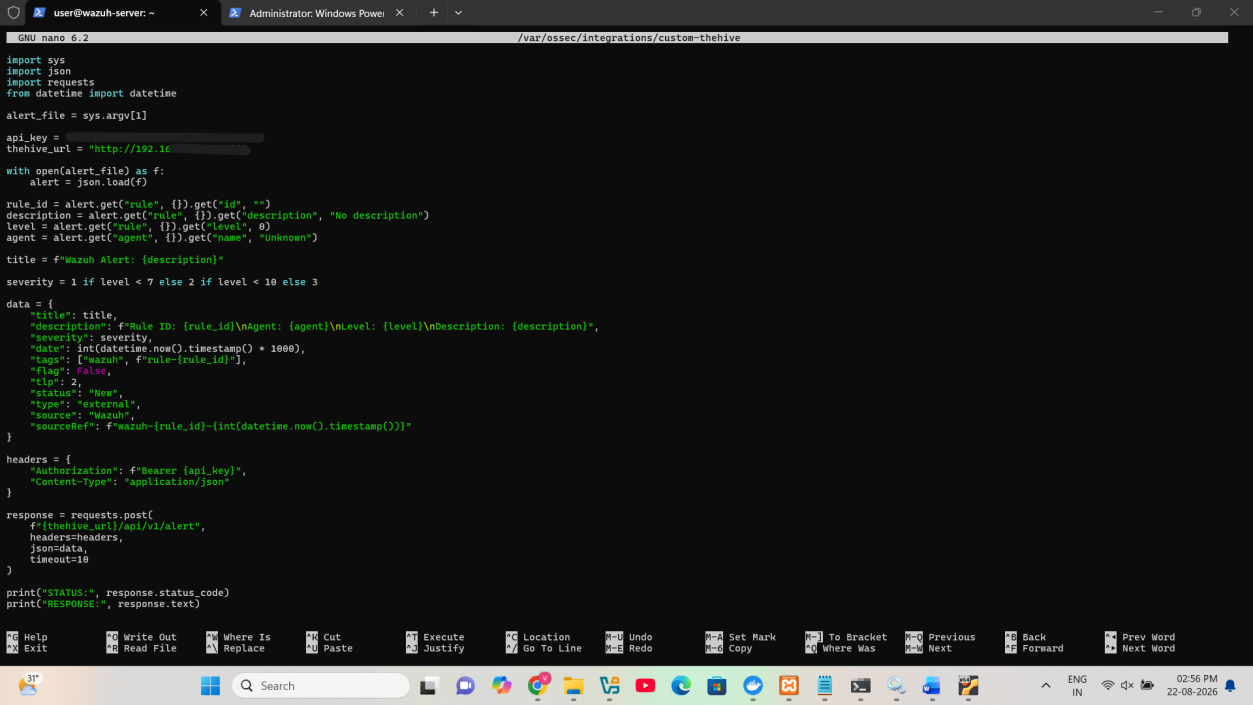 user@wazuh-server: ~
Administrator: Windows Power
GNU nano 6.2 /var/ossec/integrations/custom-thehive
import sys
import json
import requests
from datetime import datetime
alert_file = sys.argv[1]
api_key =
thehive_url = "http://192.16
with open(alert_file) as f:
    alert = json.load(f)
rule_id = alert.get("rule", {}).get("id", "")
description = alert.get("rule", {}).get("description", "No description")
level = alert.get("rule", {}).get("level", 0)
agent = alert.get("agent", {}).get("name", "Unknown")
title = f"Wazuh Alert: {description}"
severity = 1 if level < 7 else 2 if level < 10 else 3
data = {
    "title": title,
    "description": f"Rule ID: {rule_id}\nAgent: {agent}\nLevel: {level}\nDescription: {description}",
    "severity": severity,
    "date": int(datetime.now().timestamp() * 1000),
    "tags": ["wazuh", f"rule-{rule_id}"],
    "flag": False,
    "tlp": 2,
    "status": "New",
    "type": "external",
    "source": "Wazuh",
    "sourceRef": f"wazuh-{rule_id}-{int(datetime.now().timestamp())}"
}
headers = {
    "Authorization": f"Bearer {api_key}",
    "Content-Type": "application/json"
}
response = requests.post(
    f"{thehive_url}/api/v1/alert",
    headers=headers,
    json=data,
    timeout=10
)
print("STATUS:", response.status_code)
print("RESPONSE:", response.text)
^G Help ^O Write Out ^W Where Is ^K Cut ^T Execute ^C Location M-U Undo M-A Set Mark M-] To Bracket M-Q Previous ^B Back ^◂ Prev Word
^X Exit ^R Read File ^\ Replace ^U Paste ^J Justify ^/ Go To Line M-E Redo M-6 Copy ^Q Where Was M-W Next ^F Forward ^▸ Next Word
31°
Search
ENG
IN
02:56 PM
22-08-2026